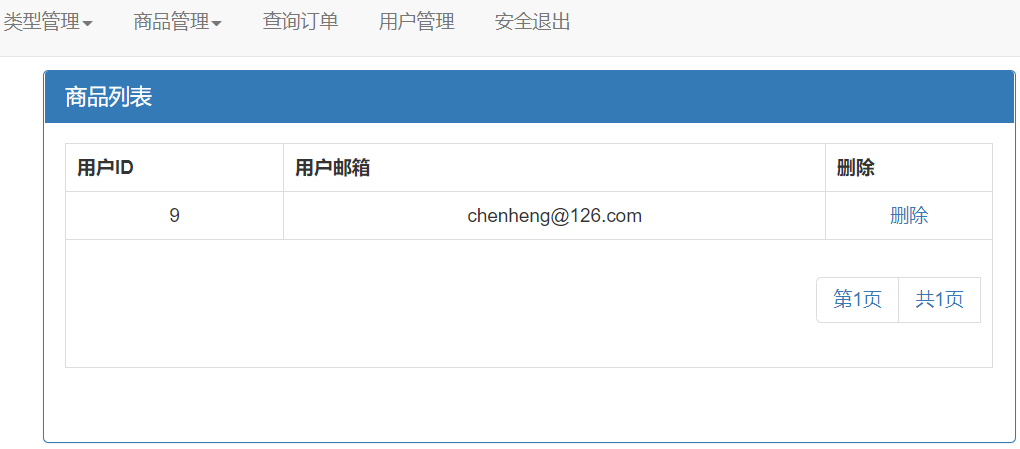 类型管理 商品管理 查询订单 用户管理 安全退出
商品列表
用户ID 用户邮箱 删除
9 chenheng@126.com 删除
第1页 共1页